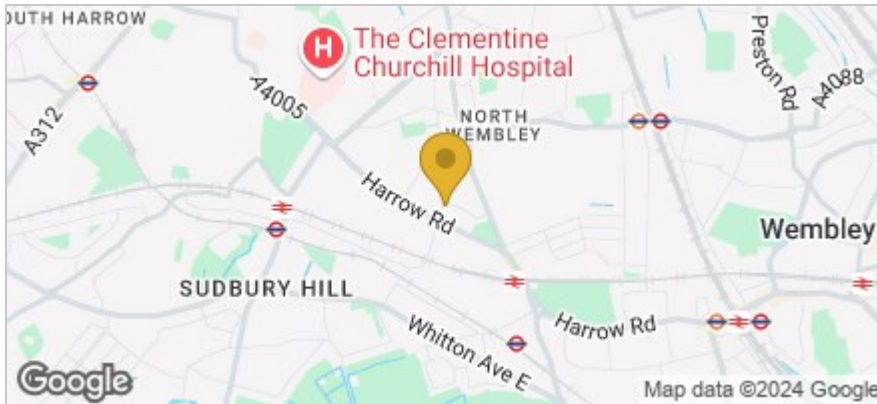 OUTH HARROW
The Clementine
Churchill Hospital
H
A4005
Preston Rd
A4088
A312
NORTH
WEMBLEY
Harrow Rd
Wembley
SUDBURY HILL
Harrow Rd
Whitton Ave E
Google
Map data ©2024 Google